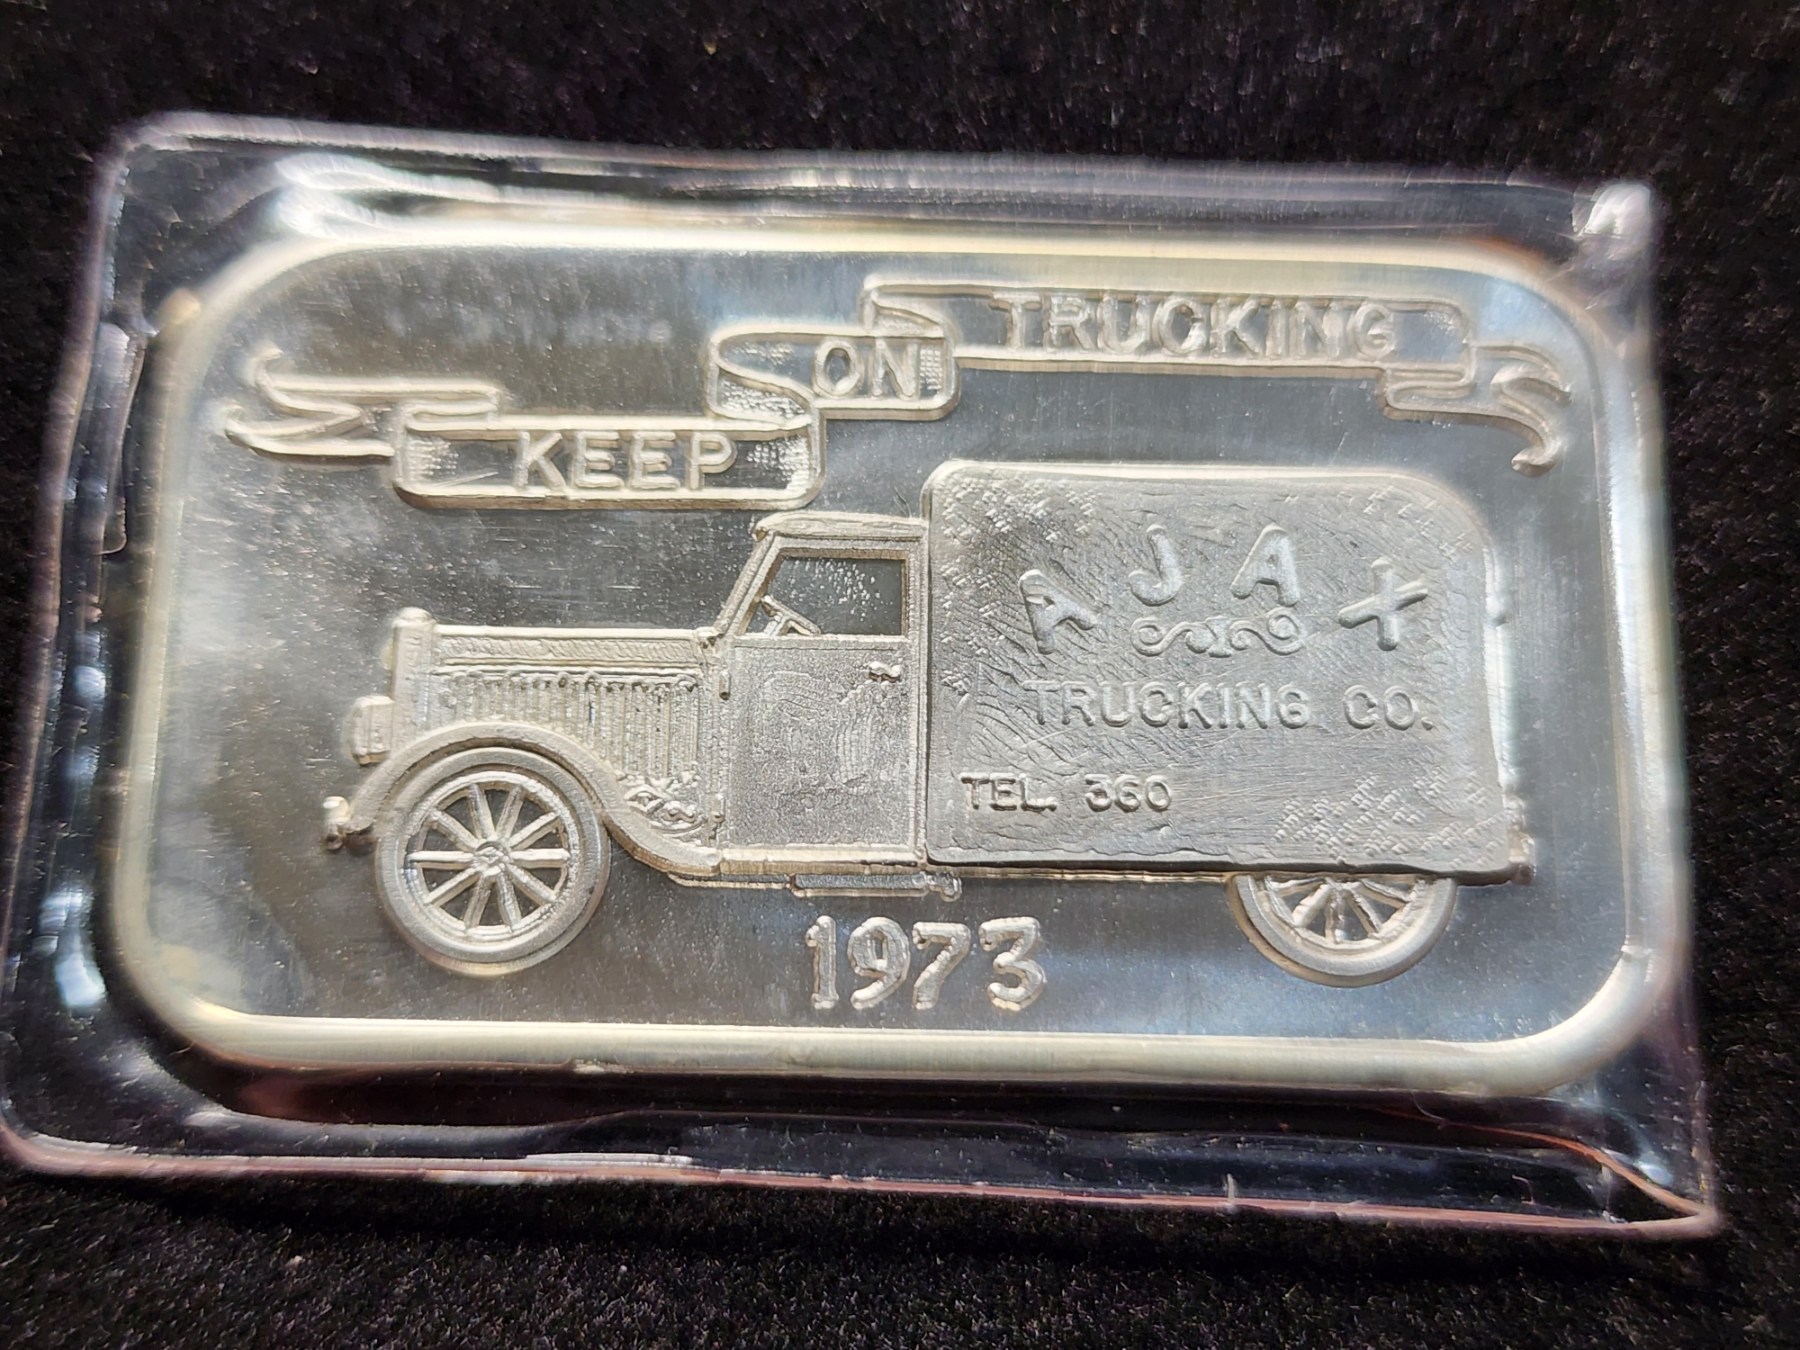 KEEP ON TRUCKING
AJAX
TRUCKING CO.
TEL. 360
1973